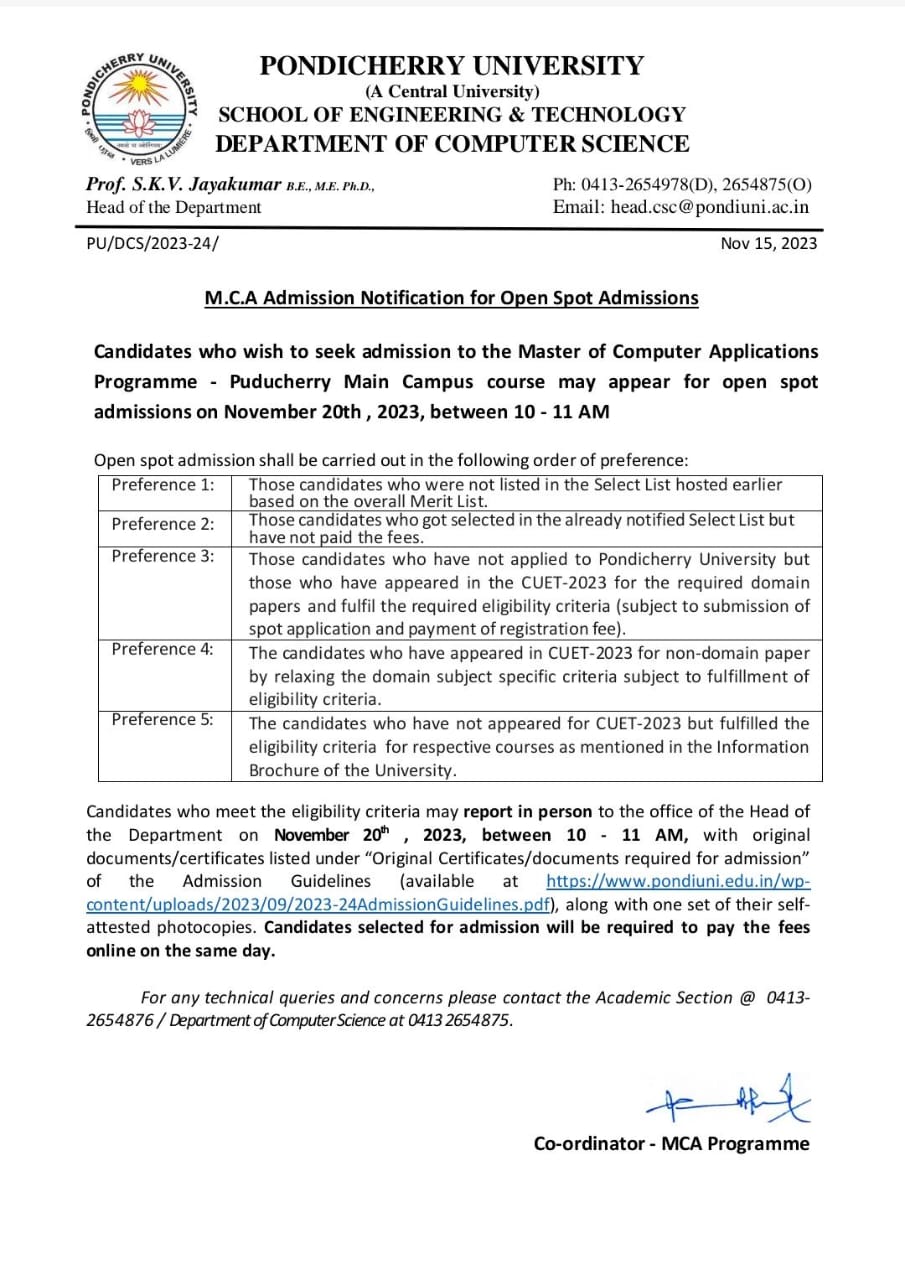 PONDICHERRY UNIVERSITY
VERS LA LUMIÈRE
PONDICHERRY UNIVERSITY
(A Central University)
SCHOOL OF ENGINEERING & TECHNOLOGY
DEPARTMENT OF COMPUTER SCIENCE
Prof. S.K.V. Jayakumar B.E., M.E. Ph.D.,
Head of the Department
Ph: 0413-2654978(D), 2654875(O)
Email: head.csc@pondiuni.ac.in
PU/DCS/2023-24/
Nov 15, 2023
M.C.A Admission Notification for Open Spot Admissions
Candidates who wish to seek admission to the Master of Computer Applications
Programme - Puducherry Main Campus course may appear for open spot
admissions on November 20th , 2023, between 10 - 11 AM
Open spot admission shall be carried out in the following order of preference:
Preference 1:
Those candidates who were not listed in the Select List hosted earlier
based on the overall Merit List.
Preference 2:
Those candidates who got selected in the already notified Select List but
have not paid the fees.
Preference 3:
Those candidates who have not applied to Pondicherry University but
those who have appeared in the CUET-2023 for the required domain
papers and fulfil the required eligibility criteria (subject to submission of
spot application and payment of registration fee).
Preference 4:
The candidates who have appeared in CUET-2023 for non-domain paper
by relaxing the domain subject specific criteria subject to fulfillment of
eligibility criteria.
Preference 5:
The candidates who have not appeared for CUET-2023 but fulfilled the
eligibility criteria for respective courses as mentioned in the Information
Brochure of the University.
Candidates who meet the eligibility criteria may report in person to the office of the Head of
the Department on November 20th , 2023, between 10 - 11 AM, with original
documents/certificates listed under “Original Certificates/documents required for admission”
of the Admission Guidelines (available at https://www.pondiuni.edu.in/wp-
content/uploads/2023/09/2023-24AdmissionGuidelines.pdf), along with one set of their self-
attested photocopies. Candidates selected for admission will be required to pay the fees
online on the same day.
For any technical queries and concerns please contact the Academic Section @ 0413-
2654876 / Department of Computer Science at 0413 2654875.
Co-ordinator - MCA Programme